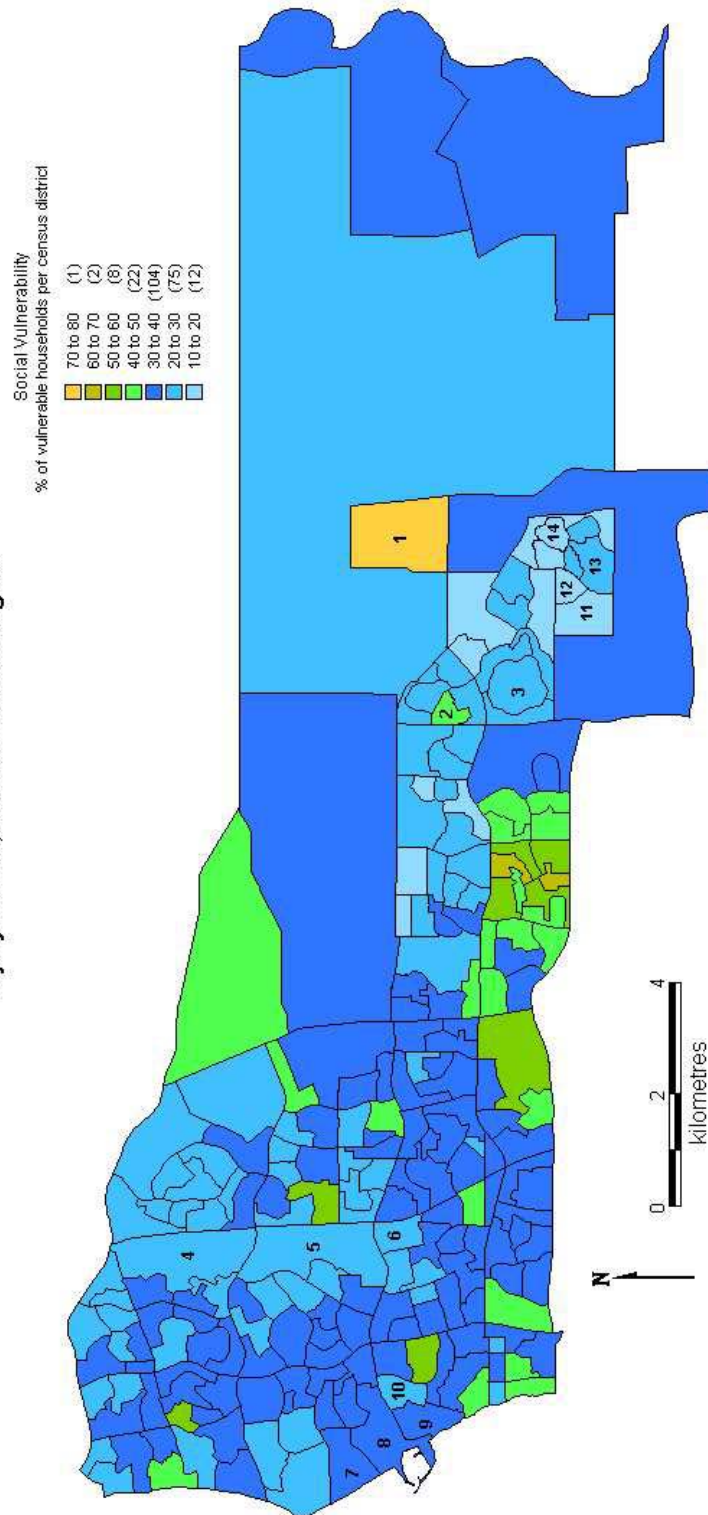 Social Vulnerability
% of vulnerable households per census district
70 to 80 (1)
60 to 70 (2)
50 to 60 (8)
40 to 50 (22)
30 to 40 (104)
20 to 30 (75)
10 to 20 (12)
1
2
3
4
5
6
7
8
9
10
11
12
13
14
N
0 2 4
kilometres